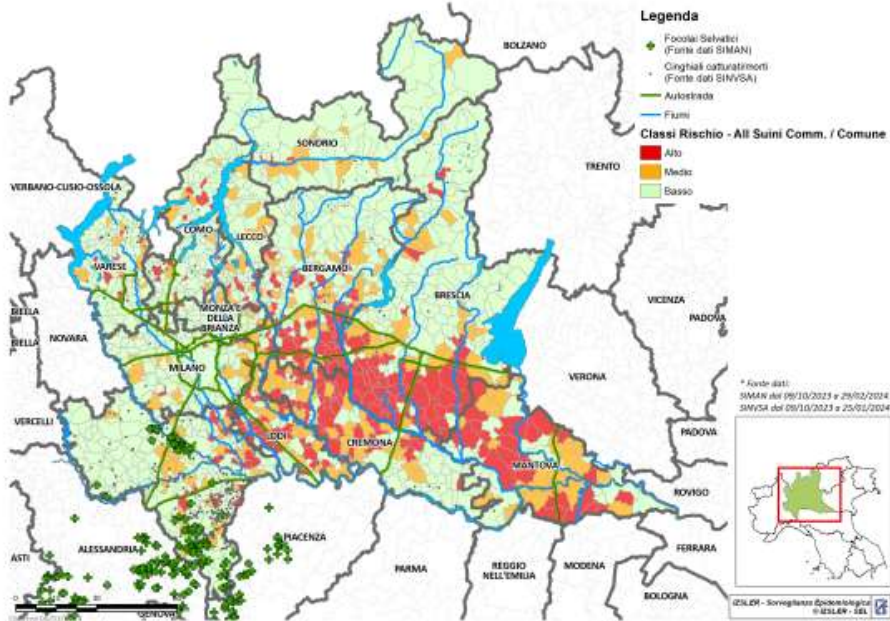 Legenda
Focolai Selvatici
(Fonte dati SIMAN)
Cinghiali catturati/morti
(Fonte dati SINVSA)
Autostrada
Fiumi
Classi Rischio - All Suini Comm. / Comune
Alto
Medio
Basso
BOLZANO
SONDRIO
TRENTO
VERBANO-CUSIO-OSSOLA
COMO
LECCO
VARESE
BERGAMO
BRESCIA
VICENZA
MONZA E
DELLA
BRIANZA
BIELLA
BIELLA
NOVARA
PADOVA
MILANO
VERONA
* Fonte dati:
SIMAN dal 09/10/2023 a 29/02/2024
SINVSA dal 09/10/2023 a 25/01/2024
VERCELLI
LODI
CREMONA
PADOVA
MANTOVA
ROVIGO
PIACENZA
ALESSANDRIA
ASTI
PARMA
REGGIO
NELL'EMILIA
MODENA
FERRARA
BOLOGNA
GENOVA
IZSLER - Sorveglianza Epidemiologica
© IZSLER - SEL